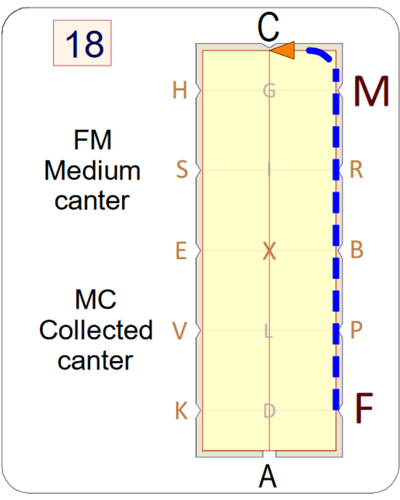 18
C
H G M
FM
Medium
canter
S I R
E X B
MC
Collected
canter
V L P
K D F
A